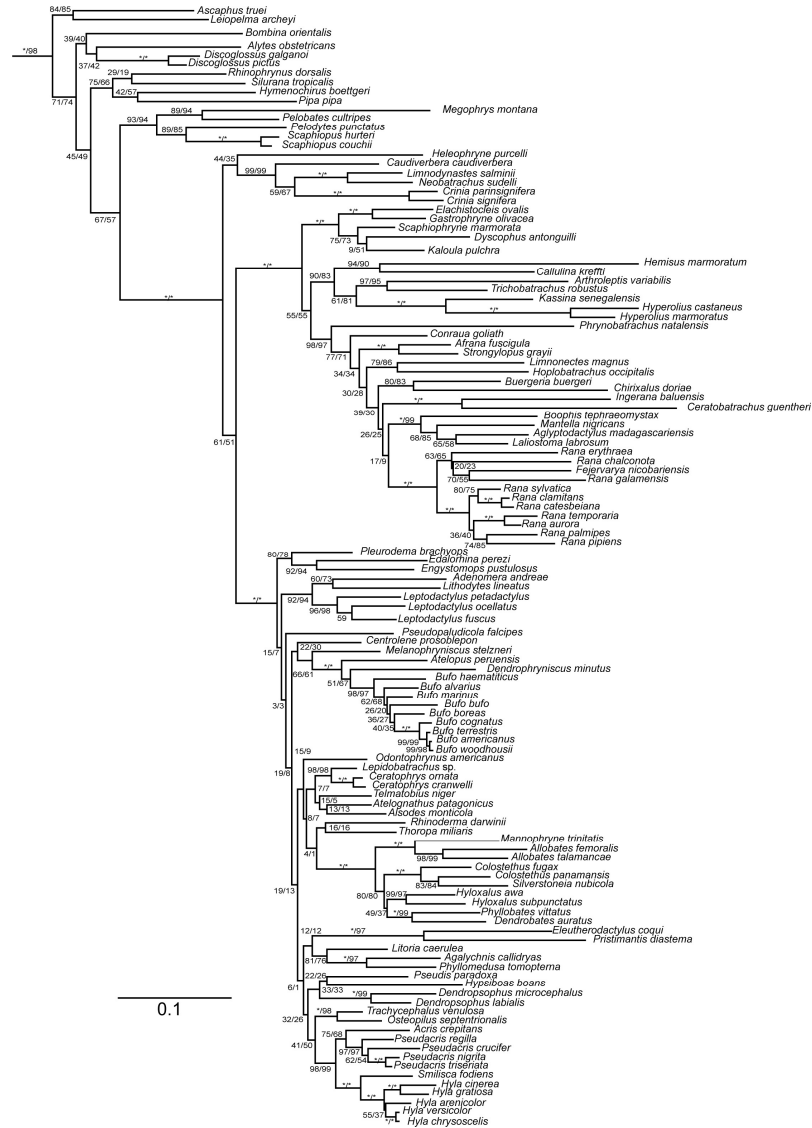 84/85
Ascaphus truei
Leiopelma archeyi
*/98
39/40
Bombina orientalis
Alytes obstetricans
37/42
*/*
Discoglossus galganoi
Discoglossus pictus
71/74
29/19
Rhinophrynus dorsalis
75/66
Silurana tropicalis
42/57
Hymenochirus boettgeri
Pipa pipa
45/49
89/94
Megophrys montana
93/94
Pelobates cultripes
89/85
Pelodytes punctatus
*/*
Scaphiopus hurteri
Scaphiopus couchii
67/57
44/35
Heleophryne purcelli
99/99
Caudiverbera caudiverbera
*/*
Limnodynastes salminii
59/67
Neobatrachus sudelli
*/*
Crinia parinsignifera
Crinia signifera
*/*
Elachistocleis ovalis
Gastrophryne olivacea
75/73
Scaphiophryne marmorata
9/51
Dyscophus antonguilli
Kaloula pulchra
*/*
94/90
Hemisus marmoratum
90/83
Callulina kreffti
97/95
Arthroleptis variabilis
61/81
Trichobatrachus robustus
*/*
Kassina senegalensis
*/*
Hyperolius castaneus
Hyperolius marmoratus
*/*
55/55
Phrynobatrachus natalensis
98/97
Conraua goliath
77/71
*/*
Afrana fuscigula
Strongylopus grayii
34/34
79/86
Limnonectes magnus
Hoplobatrachus occipitalis
30/28
80/83
Buergeria buergeri
Chirixalus doriae
39/30
*/*
Ingerana baluensis
Ceratobatrachus guentheri
26/25
*/99
Boophis tephraeomystax
68/85
Mantella nigricans
65/58
Aglyptodactylus madagascariensis
Laliostoma labrosum
17/9
63/65
Rana erythraea
20/23
Rana chalconota
70/55
Fejervarya nicobariensis
Rana galamensis
*/*
80/75
Rana sylvatica
*/*
Rana clamitans
Rana catesbeiana
*/*
*/*
Rana temporaria
Rana aurora
36/40
Rana palmipes
74/85
Rana pipiens
61/51
80/78
Pleurodema brachyops
92/94
Edalorhina perezi
Engystomops pustulosus
60/73
Adenomera andreae
92/94
Lithodytes lineatus
96/98
Leptodactylus petadactylus
59
Leptodactylus ocellatus
Leptodactylus fuscus
*/*
15/7
Pseudopaludicola falcipes
22/30
Centrolene prosoblepon
66/61
Melanophryniscus stelzneri
*/*
Atelopus peruensis
51/67
Dendrophryniscus minutus
98/97
Bufo haematiticus
62/68
Bufo alvarius
Bufo marinus
26/20
Bufo bufo
36/27
Bufo boreas
40/35
*/*
Bufo cognatus
99/99
Bufo terrestris
Bufo americanus
99/98
Bufo woodhousii
3/3
15/9
Odontophrynus americanus
19/8
98/98
Lepidobatrachus sp.
*/*
Ceratophrys ornata
Ceratophrys cranwelli
7/7
Telmatobius niger
15/5
Atelognathus patagonicus
13/13
Alsodes monticola
8/7
Rhinoderma darwinii
16/16
Thoropa miliaris
4/1
*/*
*/*
Mannophryne trinitatis
Allobates femoralis
98/99
Allobates talamancae
*/*
Colostethus fugax
Colostethus panamansis
83/84
Silverstoneia nubicola
80/80
99/97
Hyloxalus awa
Hyloxalus subpunctatus
49/37
Phyllobates vittatus
*/99
Dendrobates auratus
19/13
12/12
*/97
Eleutherodactylus coqui
Pristimantis diastema
Litoria caerulea
81/76
*/97
Agalychnis callidryas
Phyllomedusa tomopterna
22/26
Pseudis paradoxa
6/1
33/33
Hypsiboas boans
*/99
Dendropsophus microcephalus
Dendropsophus labialis
32/26
*/98
Trachycephalus venulosa
Osteopilus septentrionalis
41/50
75/68
Acris crepitans
Pseudacris regilla
97/97
Pseudacris crucifer
62/54
*/*
Pseudacris nigrita
Pseudacris triseriata
98/99
Smilisca fodiens
*/*
*/*
Hyla cinerea
Hyla gratiosa
Hyla arenicolor
55/37
Hyla versicolor
*/*
Hyla chrysoscelis
0.1